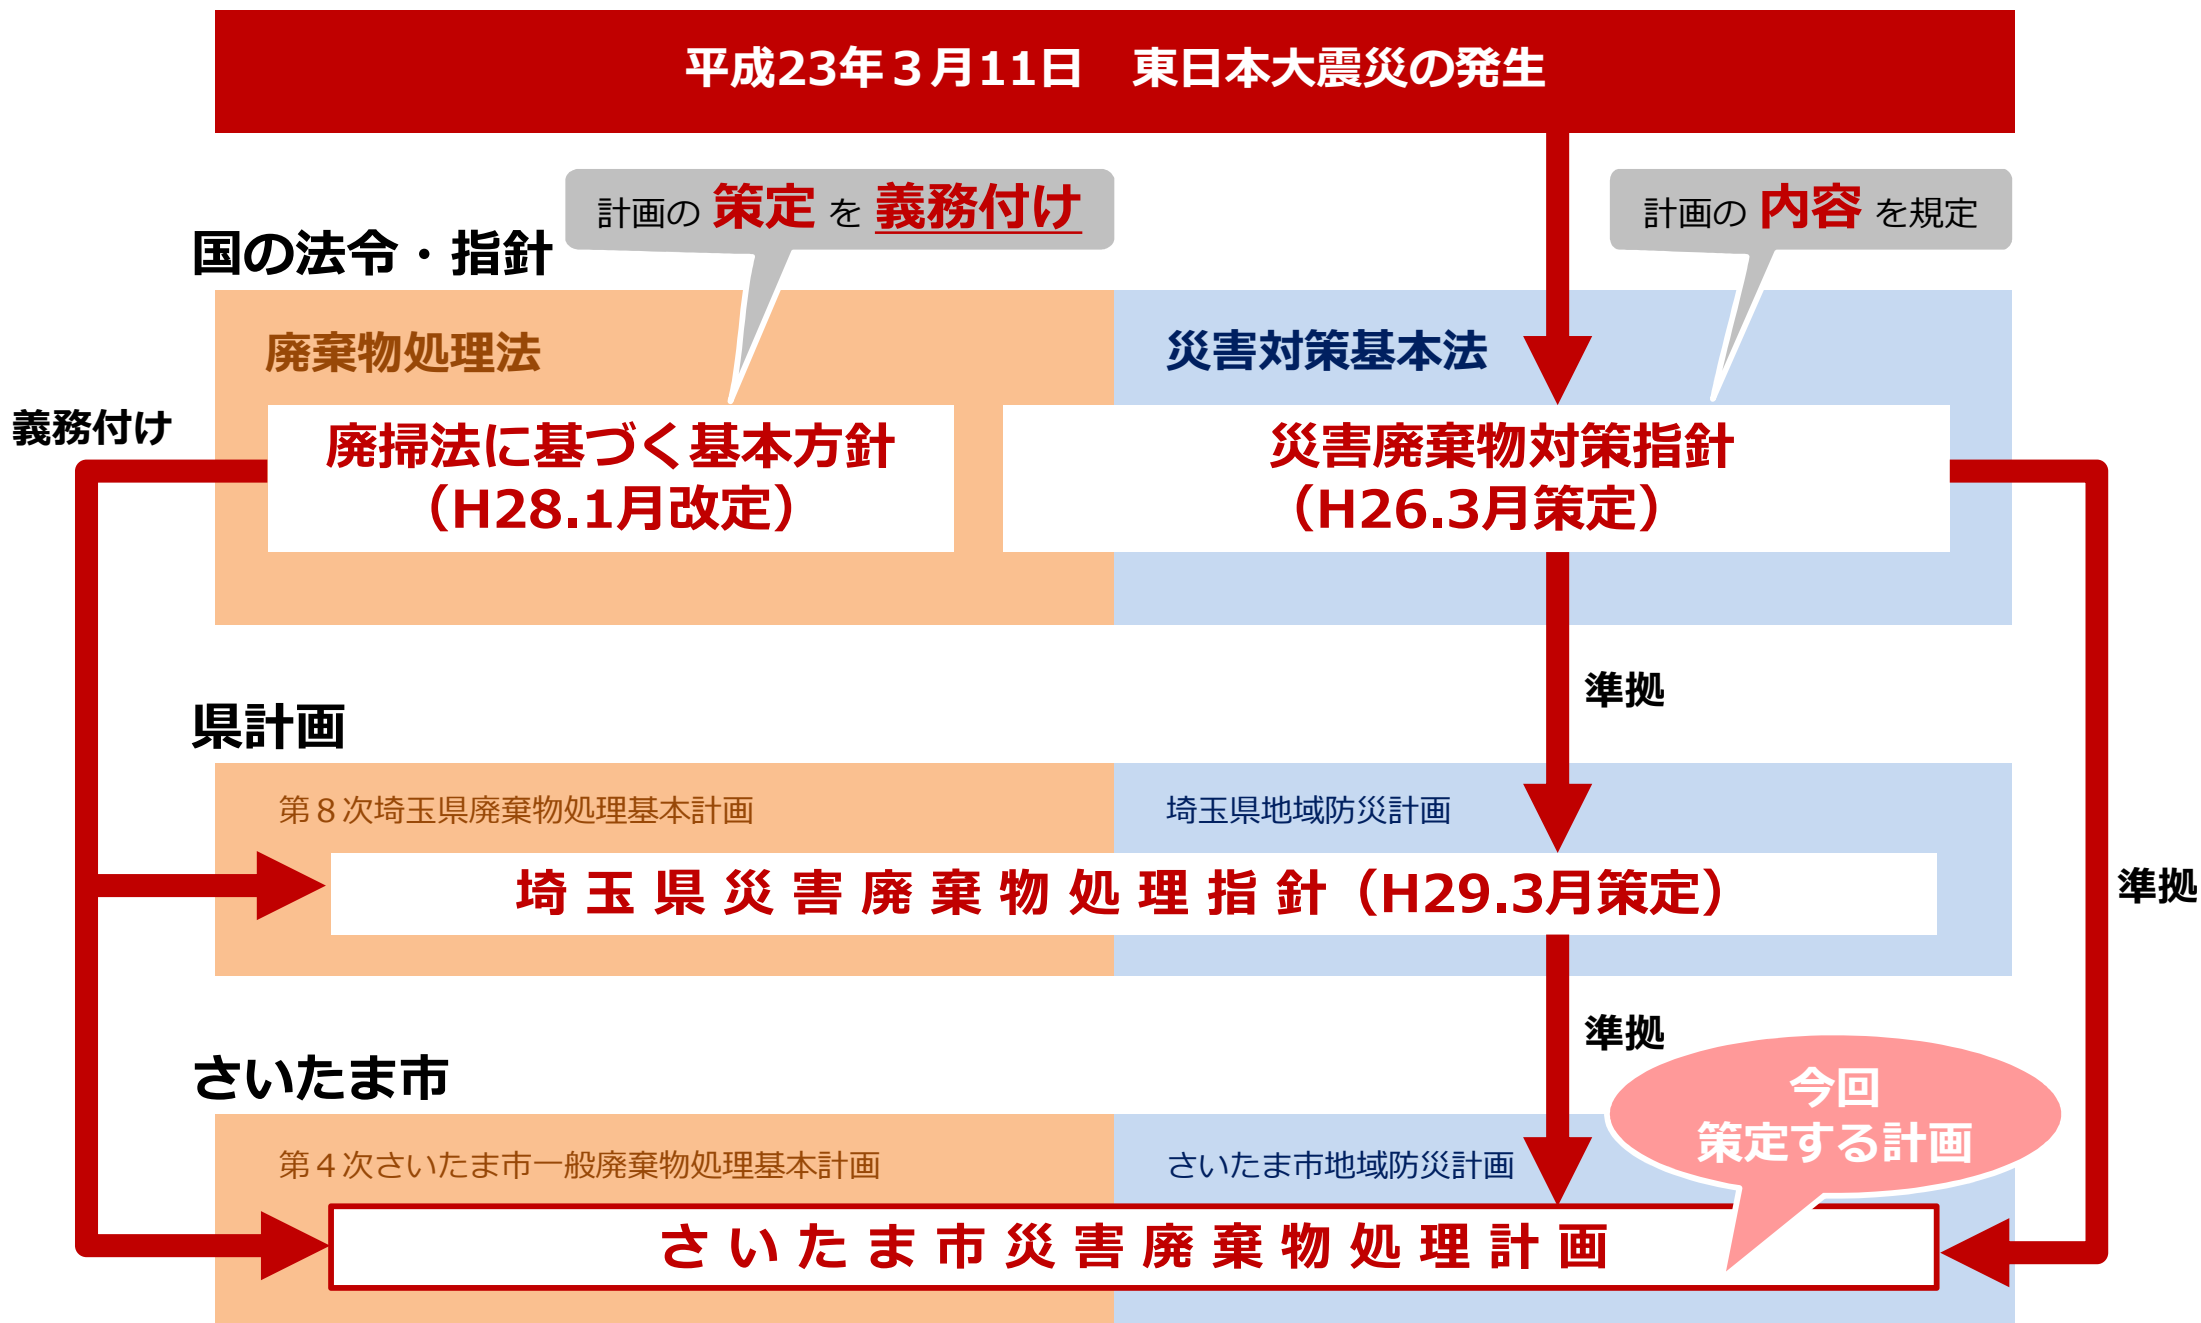 平成23年３月11日　東日本大震災の発生
計画の 策定 を 義務付け
計画の 内容 を規定
国の法令・指針
廃棄物処理法
災害対策基本法
義務付け
廃掃法に基づく基本方針
（H28.1月改定）
災害廃棄物対策指針
（H26.3月策定）
準拠
県計画
第８次埼玉県廃棄物処理基本計画
埼玉県地域防災計画
埼玉県災害廃棄物処理指針（H29.3月策定）
準拠
準拠
さいたま市
今回
策定する計画
第４次さいたま市一般廃棄物処理基本計画
さいたま市地域防災計画
さいたま市災害廃棄物処理計画